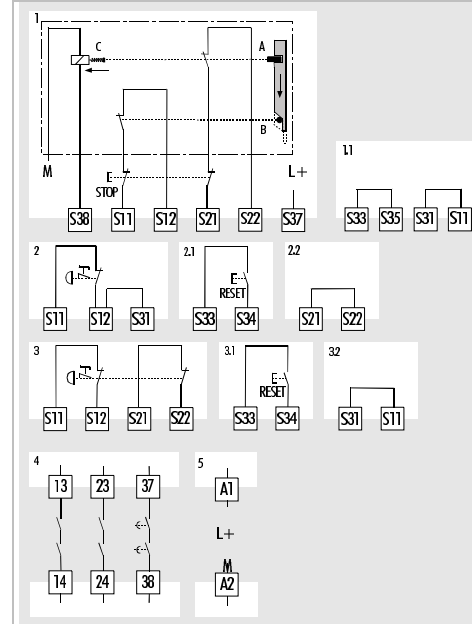 1
C A
B
M L+
E
STOP
S38 S11 S12 S21 S22 S37
1.1
S33 S35 S31 S11
2
S11 S12 S31
2.1
E
RESET
S33 S34
2.2
S21 S22
3
S11 S12 S21 S22
3.1
E
RESET
S33 S34
3.2
S31 S11
4
13 23 37
14 24 38
5
A1
L+
M
A2